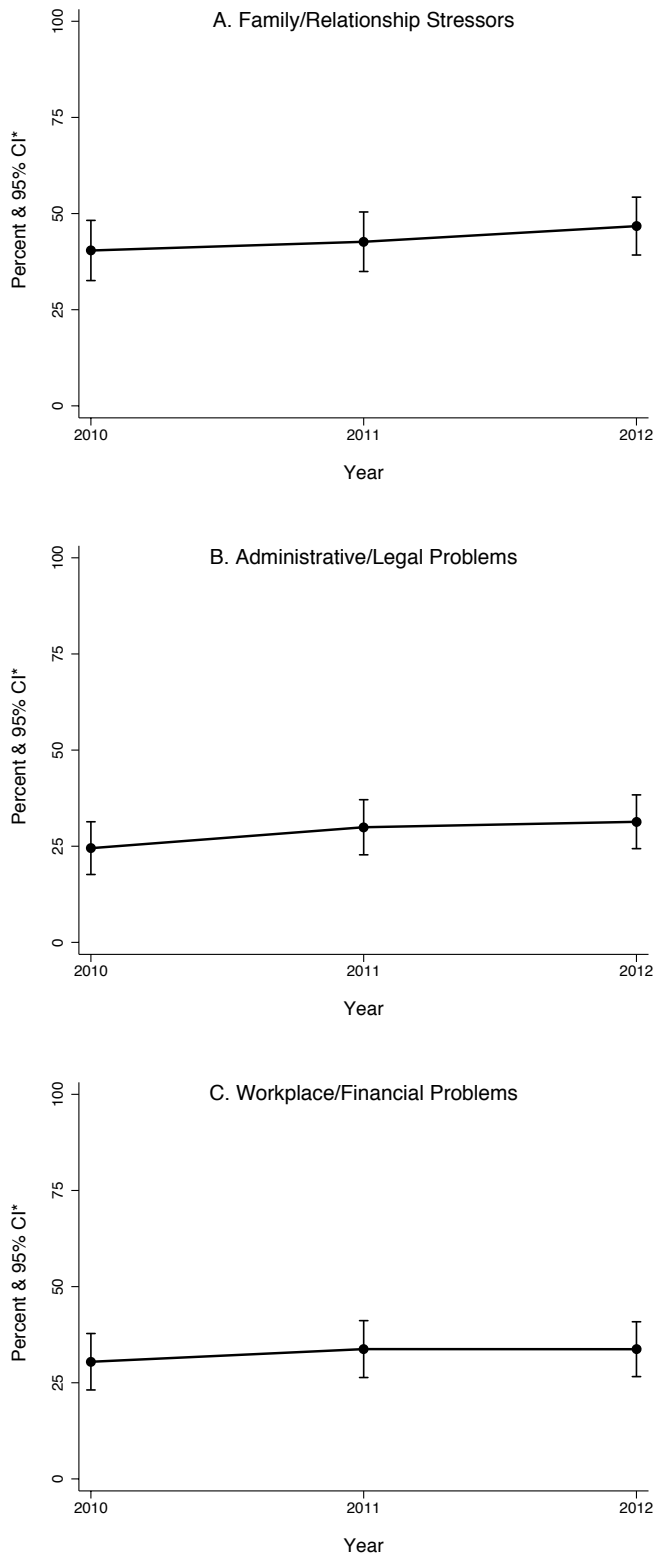 A. Family/Relationship Stressors
100
75
50
25
0
Percent & 95% CI*
2010 2011 2012
Year
B. Administrative/Legal Problems
100
75
50
25
0
Percent & 95% CI*
2010 2011 2012
Year
C. Workplace/Financial Problems
100
75
50
25
0
Percent & 95% CI*
2010 2011 2012
Year